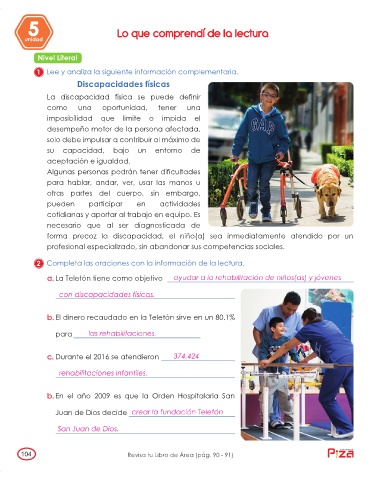 5
unidad
Lo que comprendí de la lectura
Nivel Literal
1 Lee y analiza la siguiente información complementaria.
Discapacidades físicas
La discapacidad física se puede definir
como una oportunidad, tener una
imposibilidad que limite o impida el
desempeño motor de la persona afectada,
solo debe impulsar a contribuir al máximo de
su capacidad, bajo un entorno de
aceptación e igualdad.
Algunas personas podrán tener dificultades
para hablar, andar, ver, usar las manos u
otras partes del cuerpo, sin embargo,
pueden participar en actividades
cotidianas y aportar al trabajo en equipo. Es
necesario que al ser diagnosticada de
forma precoz la discapacidad, el niño(a) sea inmediatamente atendido por un
profesional especializado, sin abandonar sus competencias sociales.
2 Completa las oraciones con la información de la lectura.
a. La Teletón tiene como objetivo ayudar a la rehabilitación de niños(as) y jóvenes
con discapacidades físicas.
b. El dinero recaudado en la Teletón sirve en un 80,1%
para las rehabilitaciones.
c. Durante el 2016 se atendieron 374.424
rehabilitaciones infantiles.
b. En el año 2009 es que la Orden Hospitalaria San
Juan de Dios decide crear la fundación Teletón
San Juan de Dios.
104
Revisa tu Libro de Área (pág. 90 - 91)
Piza